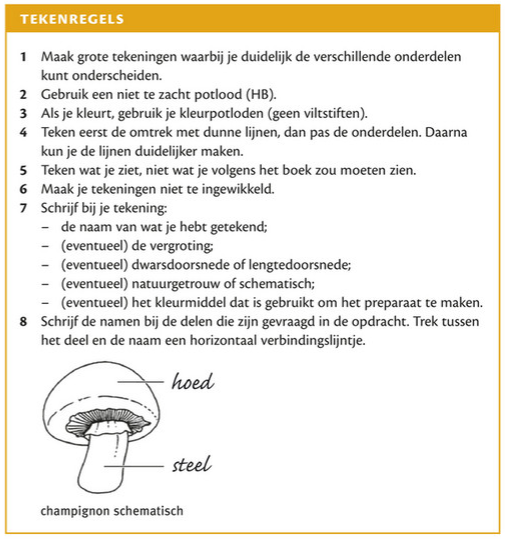 TEKENREGELS
1 Maak grote tekeningen waarbij je duidelijk de verschillende onderdelen
kunt onderscheiden.
2 Gebruik een niet te zacht potlood (HB).
3 Als je kleurt, gebruik je kleurpotloden (geen viltstiften).
4 Teken eerst de omtrek met dunne lijnen, dan pas de onderdelen. Daarna
kun je de lijnen duidelijker maken.
5 Teken wat je ziet, niet wat je volgens het boek zou moeten zien.
6 Maak je tekeningen niet te ingewikkeld.
7 Schrijf bij je tekening:
– de naam van wat je hebt getekend;
– (eventueel) de vergroting;
– (eventueel) dwarsdoorsnede of lengtedoorsnede;
– (eventueel) natuurgetrouw of schematisch;
– (eventueel) het kleurmiddel dat is gebruikt om het preparaat te maken.
8 Schrijf de namen bij de delen die zijn gevraagd in de opdracht. Trek tussen
het deel en de naam een horizontaal verbindingslijntje.
hoed
steel
champignon schematisch